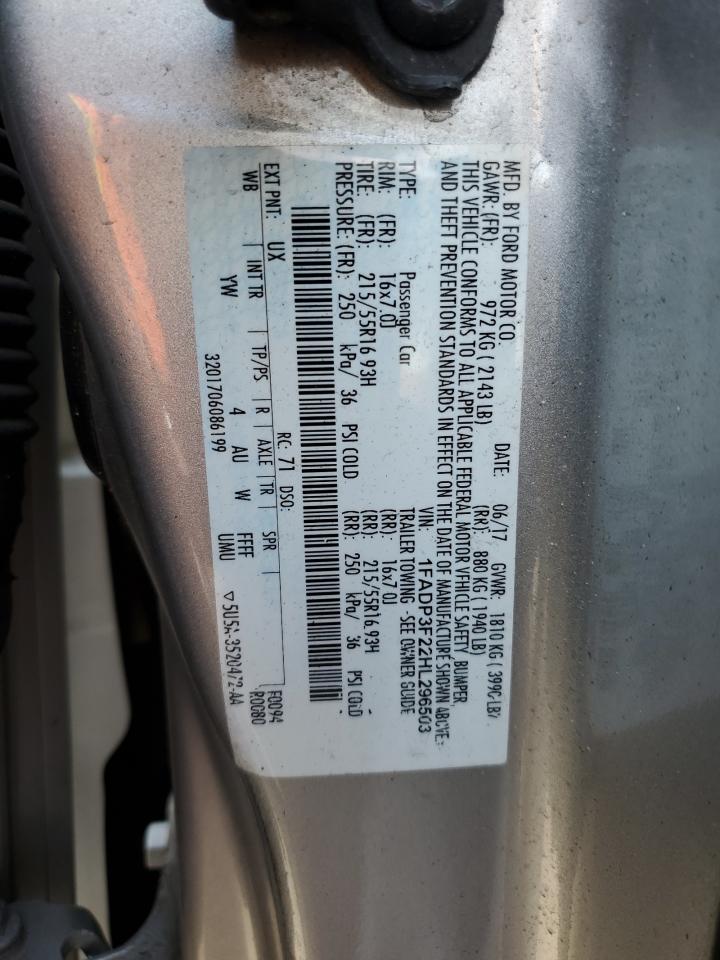 MFD. BY FORD MOTOR CO.
DATE: 06/17 GVWR: 1810 KG ( 3990 LB)
GAWR:(FR): 972 KG ( 2143 LB) (RR): 880 KG ( 1940 LB)
THIS VEHICLE CONFORMS TO ALL APPLICABLE FEDERAL MOTOR VEHICLE SAFETY, BUMPER,
AND THEFT PREVENTION STANDARDS IN EFFECT ON THE DATE OF MANUFACTURE SHOWN ABOVE.
VIN: 1FADP3F22HL296503
TYPE: Passenger Car TRAILER TOWING -SEE OWNER GUIDE
RIM: (FR): 16x7.0J (RR): 16x7.0J
TIRE: (FR): 215/55R16 93H (RR): 215/55R16 93H
PRESSURE: (FR): 250 kPa/ 36 PSI COLD (RR): 250 kPa/ 36 PSI COLD
EXT PNT: UX RC: 71 DSO: F0094
WB INT TR TP/PS R AXLE TR SPR R0080
YW 4 AU W FFFF
3201706086199 UMU
▽5U5A-3520472-AA